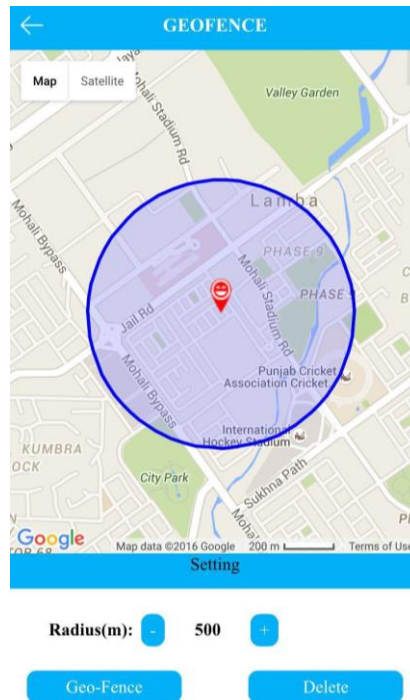 GEOFENCE
Map Satellite
Mohali Stadium Rd
Valley Garden
Lamba
Mohali Bypass
PHASE 9
Mohali Stadium Rd
PHASE
Jail Rd
Mohali Bypass
Punjab Cricket
Association Cricket
International
Hockey Stadium
KUMBRA
OCK
City Park
Sukhna Path
Google
Map data ©2016 Google 200 m Terms of Use
Setting
Radius(m): - 500 +
Geo-Fence Delete